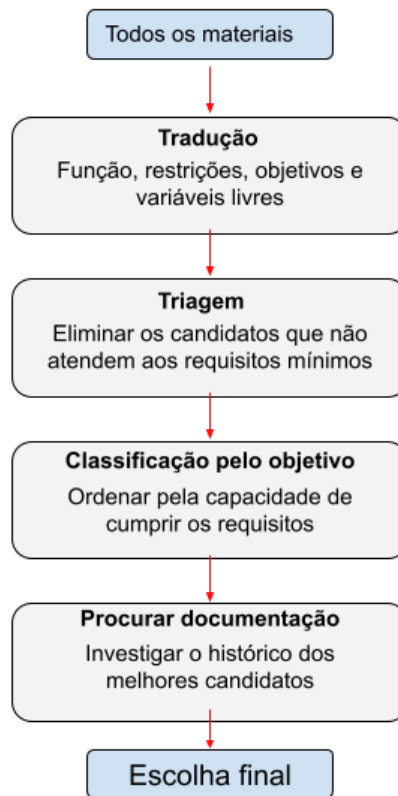 Todos os materiais
Tradução
Função, restrições, objetivos e
variáveis livres
Triagem
Eliminar os candidatos que não
atendem aos requisitos mínimos
Classificação pelo objetivo
Ordenar pela capacidade de
cumprir os requisitos
Procurar documentação
Investigar o histórico dos
melhores candidatos
Escolha final